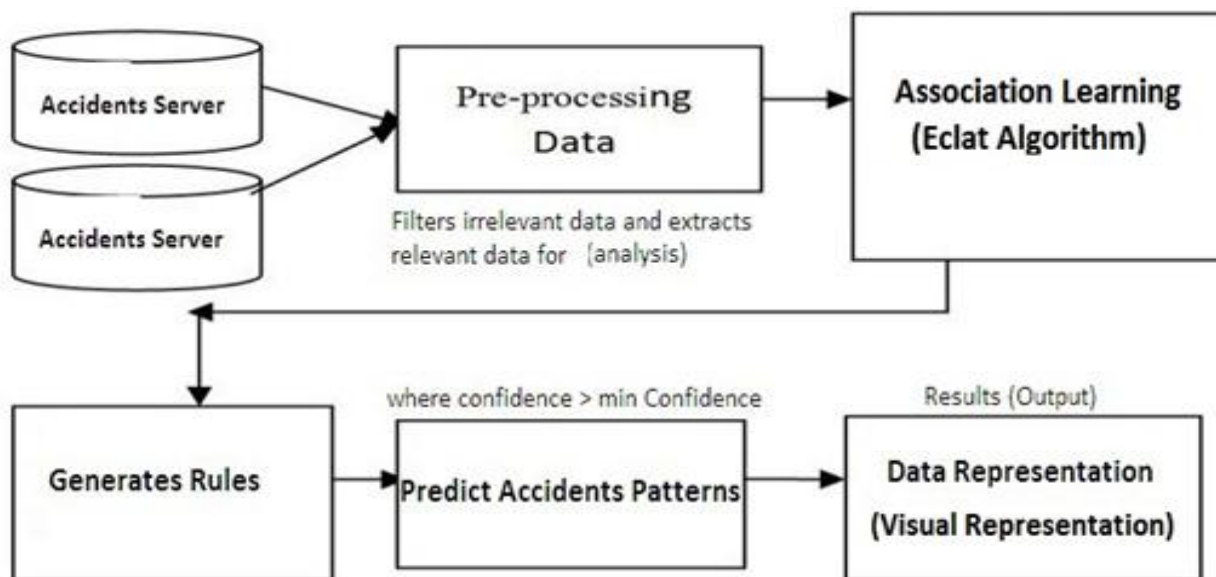 Accidents Server
Accidents Server
Pre-processing
Data
Filters irrelevant data and extracts
relevant data for (analysis)
Association Learning
(Eclat Algorithm)
Generates Rules
where confidence > min Confidence
Predict Accidents Patterns
Results (Output)
Data Representation
(Visual Representation)